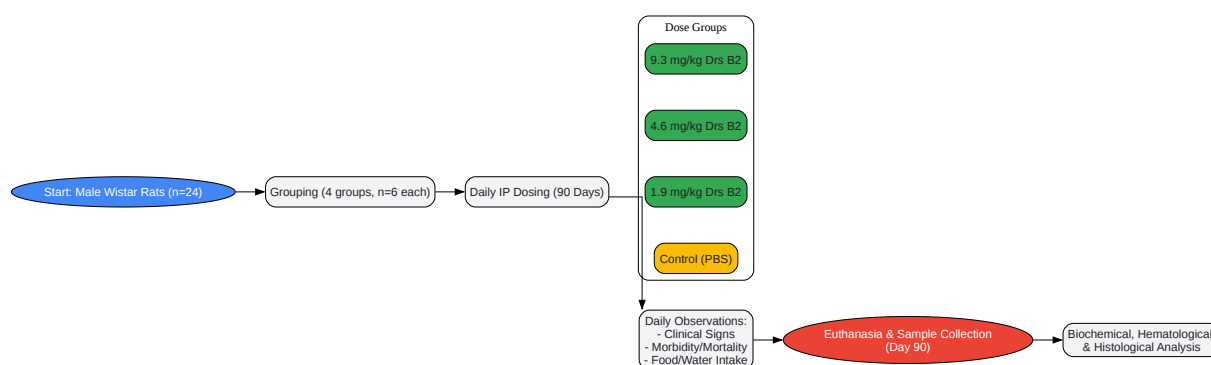 Dose Groups
9.3 mg/kg Drs B2
4.6 mg/kg Drs B2
1.9 mg/kg Drs B2
Control (PBS)
Start: Male Wistar Rats (n=24)
Grouping (4 groups, n=6 each)
Daily IP Dosing (90 Days)
Daily Observations:
- Clinical Signs
- Morbidity/Mortality
- Food/Water Intake
Euthanasia & Sample Collection
(Day 90)
Biochemical, Hematological
& Histological Analysis